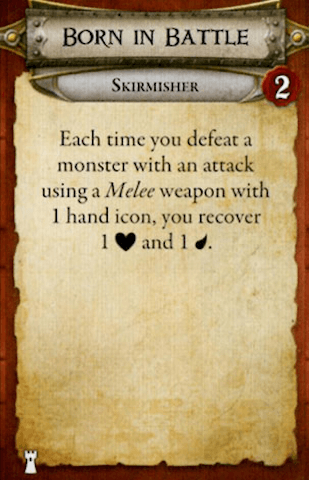 Born in Battle
Skirmisher
2
Each time you defeat a
monster with an attack
using a Melee weapon with
1 hand icon, you recover
1 ♥ and 1 .